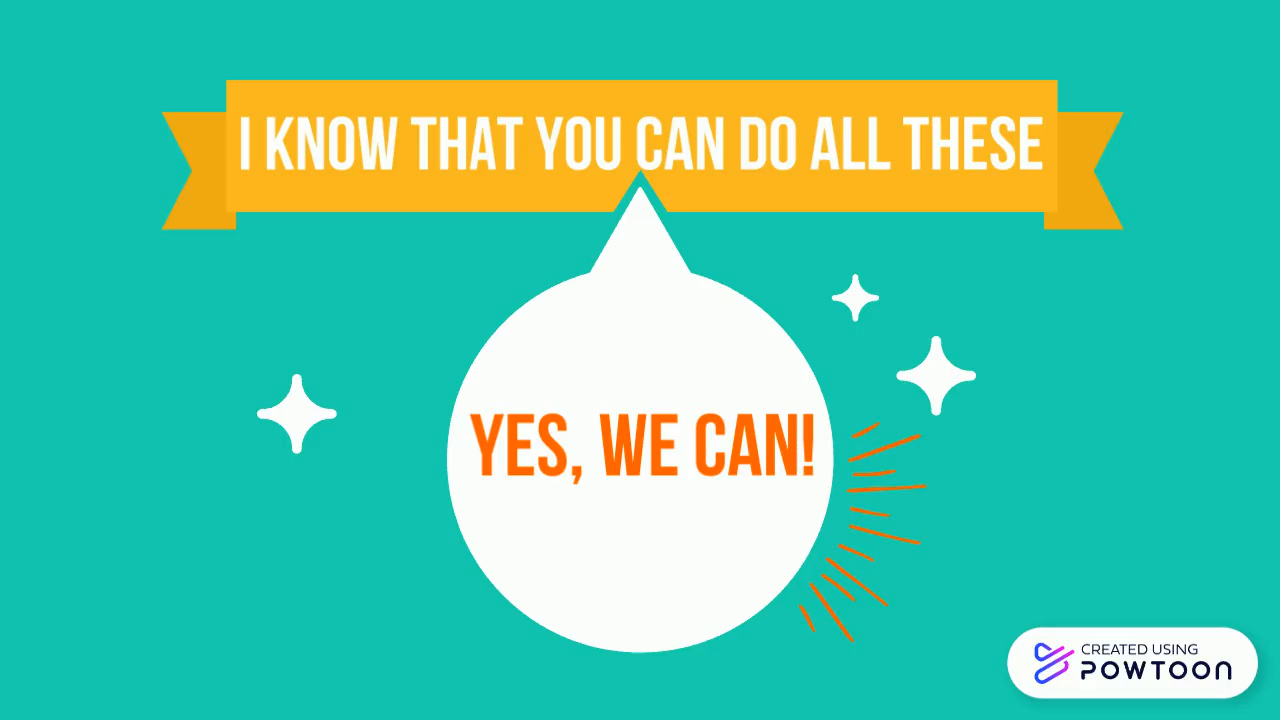 I KNOW THAT YOU CAN DO ALL THESE
YES, WE CAN!
CREATED USING
POWTOON